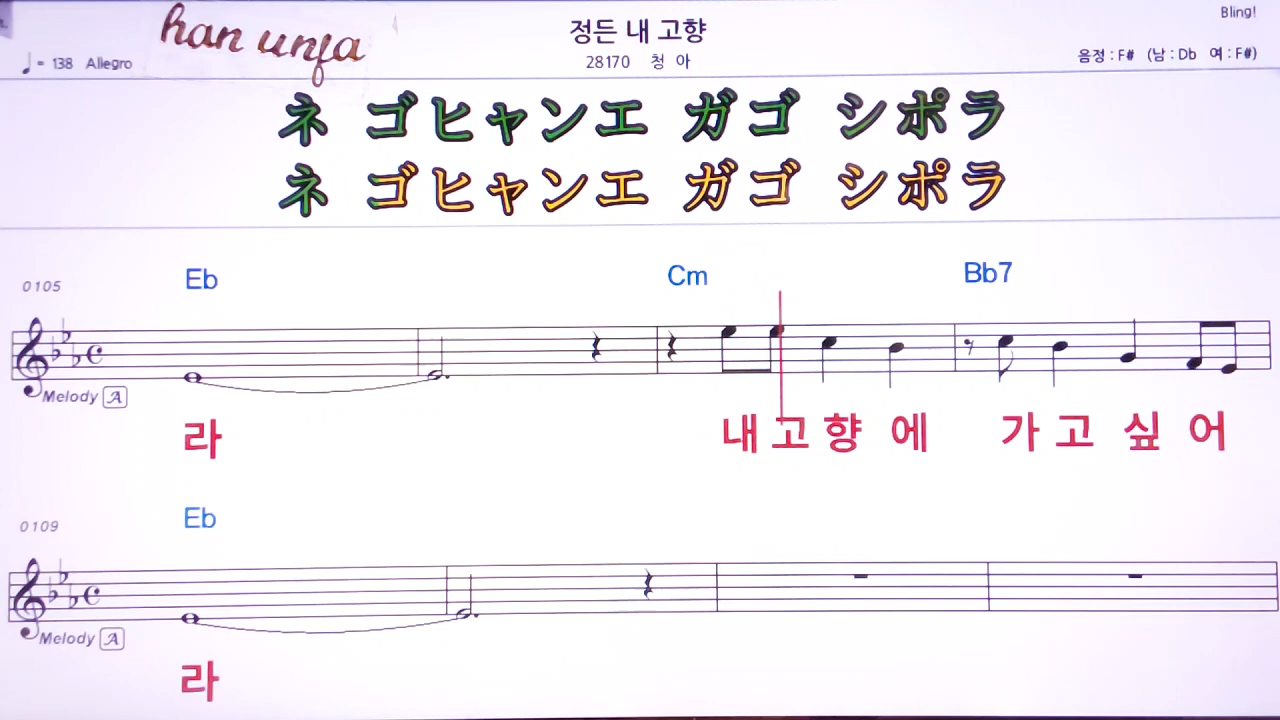 han unfa
정든 내 고향
28170 청 아
Bling!
♩= 138 Allegro
음정 : F# (남 : Db 여 : F#)
ネ ゴヒャンエ ガゴ シポラ
ネ ゴヒャンエ ガゴ シポラ
Eb Cm Bb7
0105
Melody A
라 내 고 향 에 가 고 싶 어
Eb
0109
Melody A
라